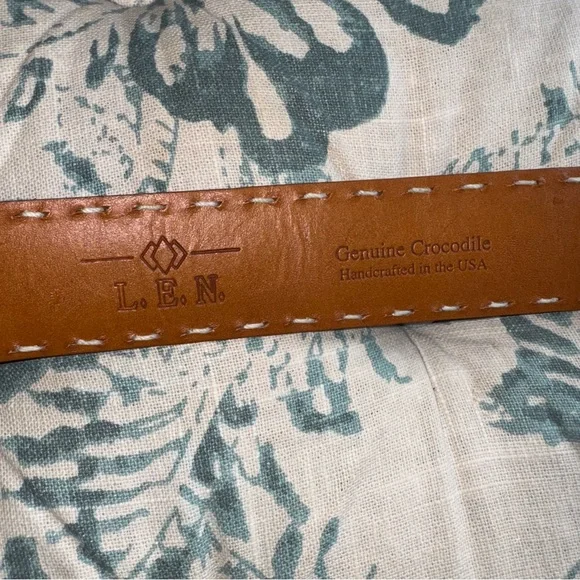 L. E. N.
Genuine Crocodile
Handcrafted in the USA